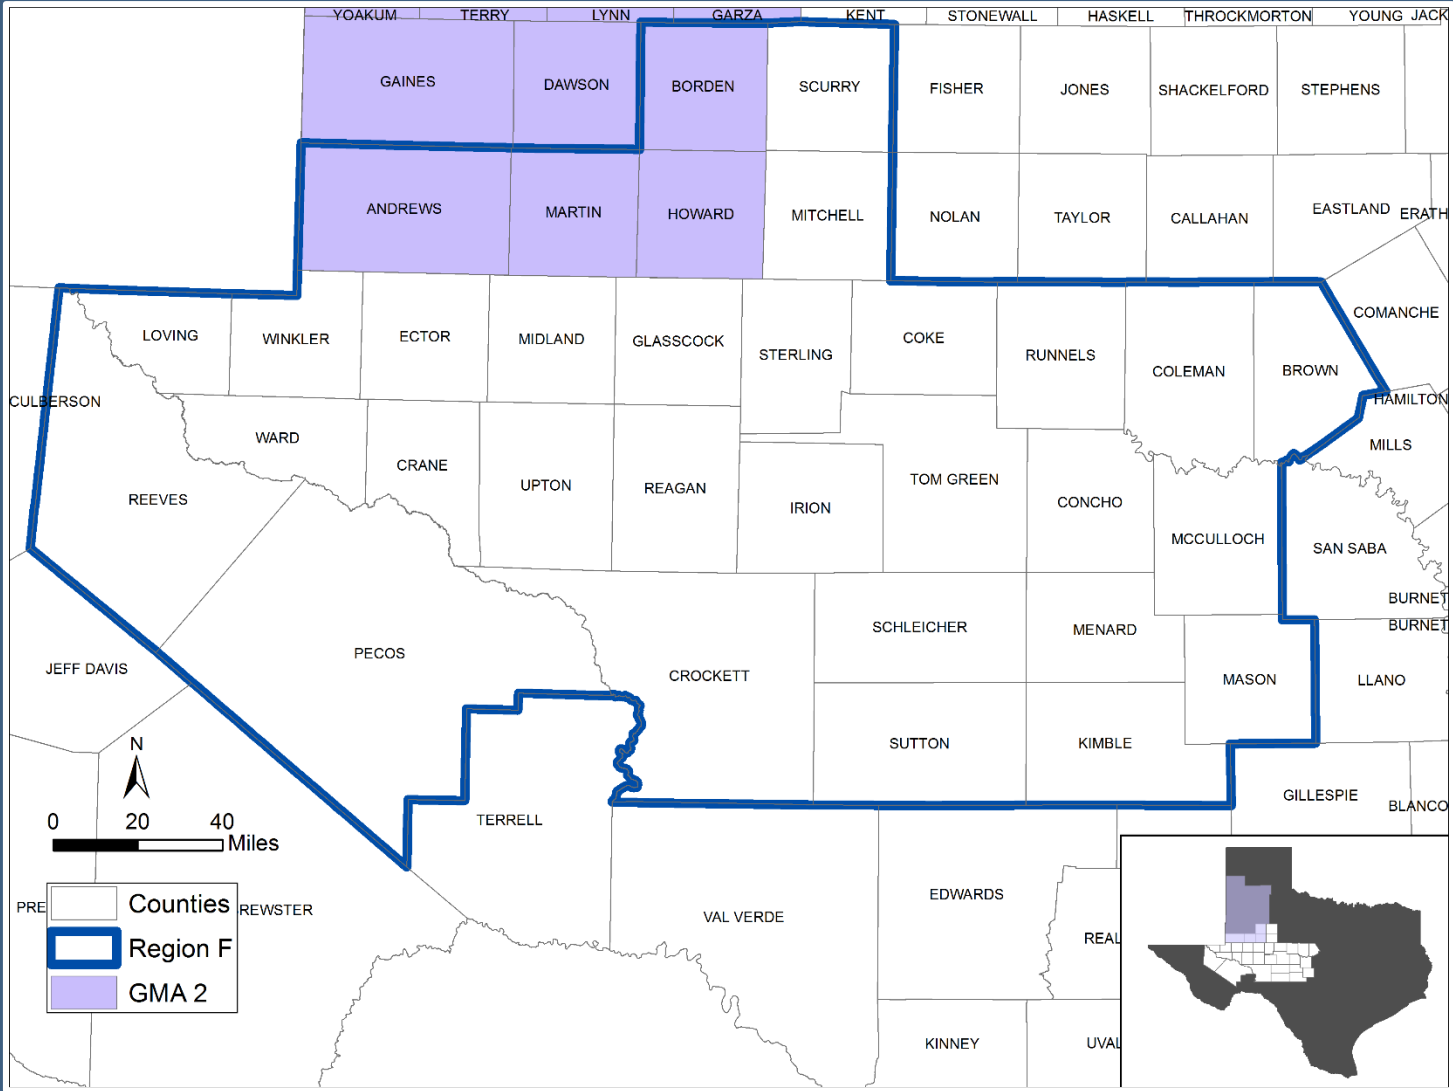 YOAKUM TERRY LYNN GARZA KENT STONEWALL HASKELL THROCKMORTON YOUNG JACK
GAINES DAWSON BORDEN SCURRY FISHER JONES SHACKELFORD STEPHENS
ANDREWS MARTIN HOWARD MITCHELL NOLAN TAYLOR CALLAHAN EASTLAND ERATH
LOVING WINKLER ECTOR MIDLAND GLASSCOCK STERLING COKE RUNNELS COLEMAN BROWN COMANCHE
CULBERSON HAMILTON
WARD CRANE MILLS
REEVES UPTON REAGAN IRION TOM GREEN CONCHO
MCCULLOCH SAN SABA
BURNET
BURNET
JEFF DAVIS PECOS CROCKETT SCHLEICHER MENARD MASON LLANO
SUTTON KIMBLE
N
0 20 40
Miles
TERRELL GILLESPIE BLANCO
Counties
PRE REWSTER
Region F
GMA 2
VAL VERDE EDWARDS
REAL
KINNEY UVAL